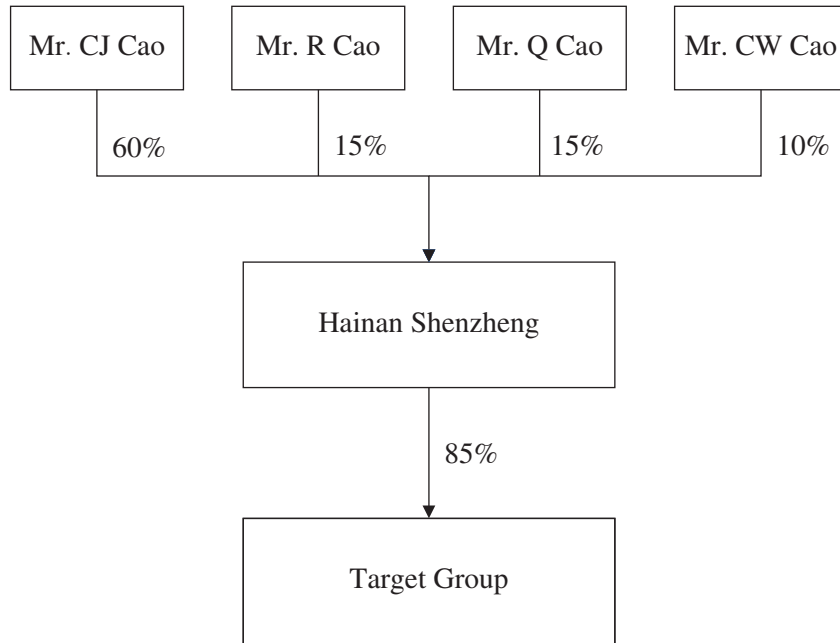 Mr. CJ Cao
Mr. R Cao
Mr. Q Cao
Mr. CW Cao
60%
15%
15%
10%
Hainan Shenzheng
85%
Target Group